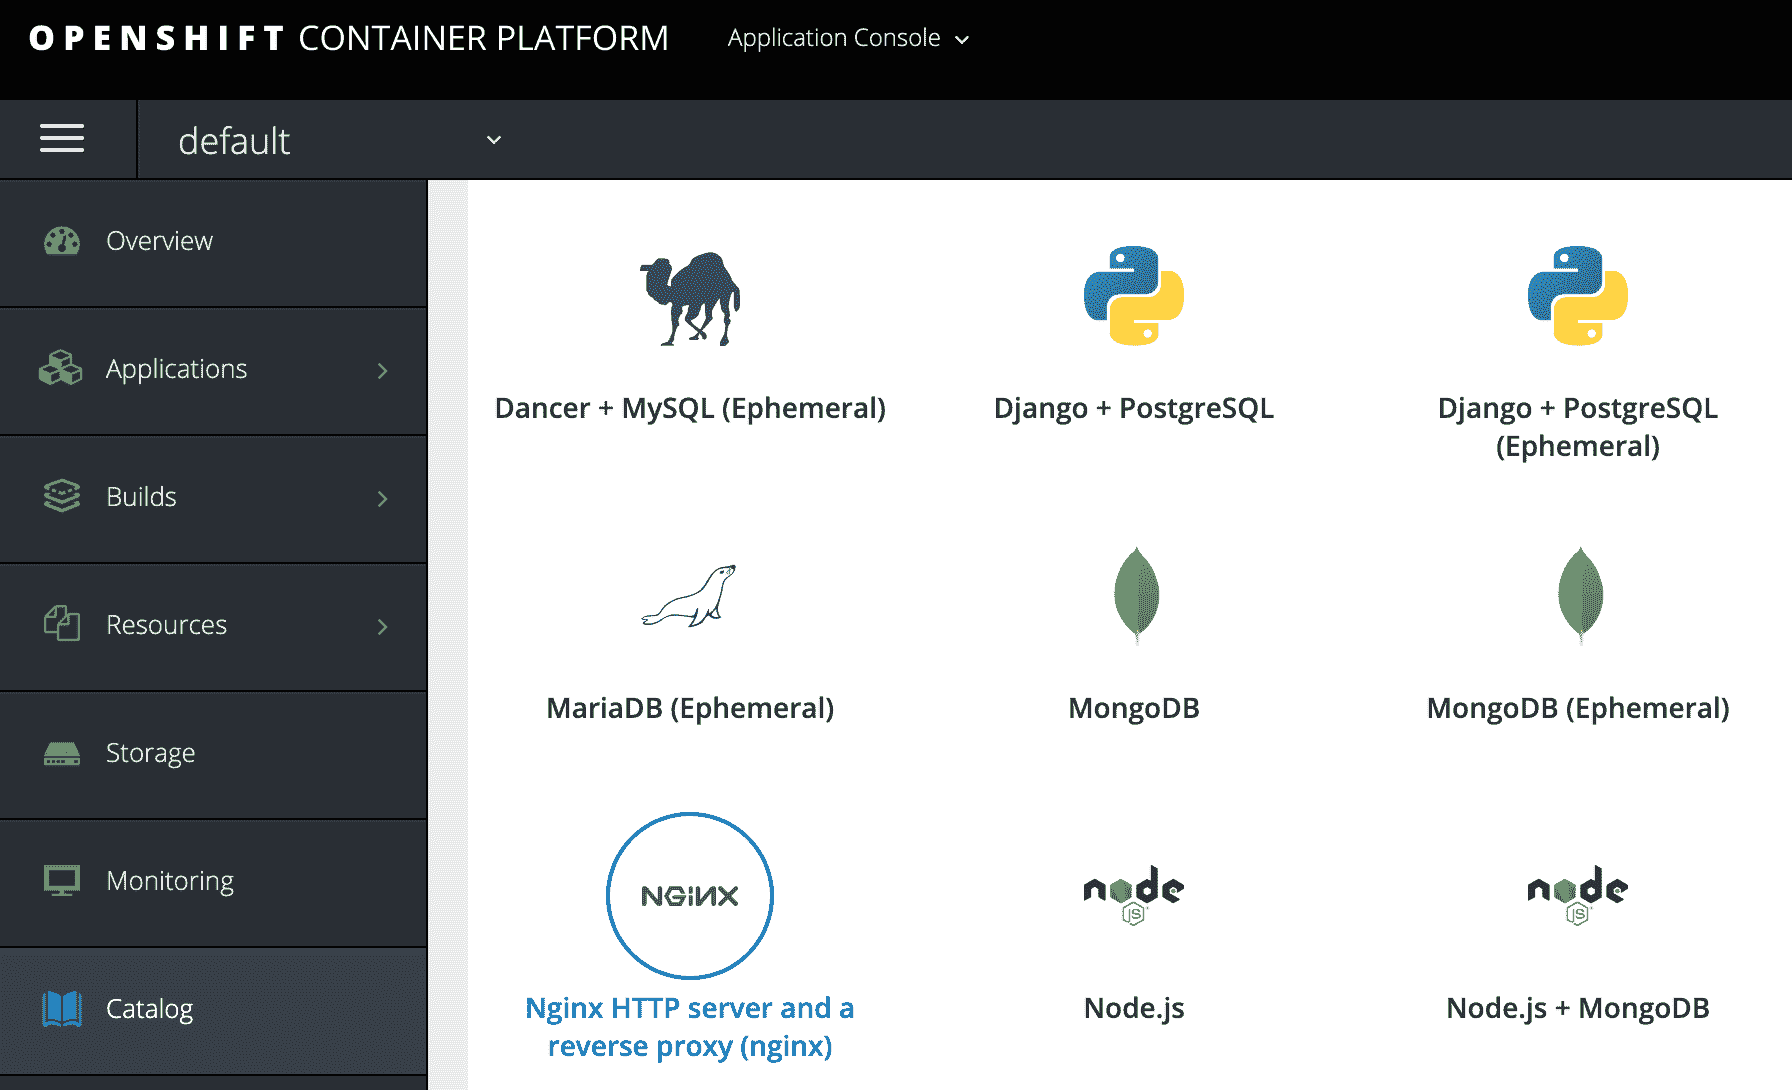 OPENSHIFT CONTAINER PLATFORM
Application Console
default
Overview
Applications
Builds
Resources
Storage
Monitoring
Catalog
Dancer + MySQL (Ephemeral)
Django + PostgreSQL
Django + PostgreSQL
(Ephemeral)
MariaDB (Ephemeral)
MongoDB
MongoDB (Ephemeral)
NGINX
Nginx HTTP server and a
reverse proxy (nginx)
node
JS
Node.js
node
JS
Node.js + MongoDB